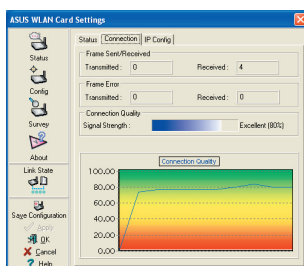 ASUS WLAN Card Settings
Status
Config
Survey
About
Link State
Save Configuration
Apply
OK
Cancel
Help
Status Connection IP Config
Frame Sent/Received
Transmitted : 0 Received : 4
Frame Error
Transmitted : 0 Received : 0
Connection Quality
Signal Strength : Excellent (80%)
Connection Quality
100.00
80.00
60.00
40.00
20.00
0.00